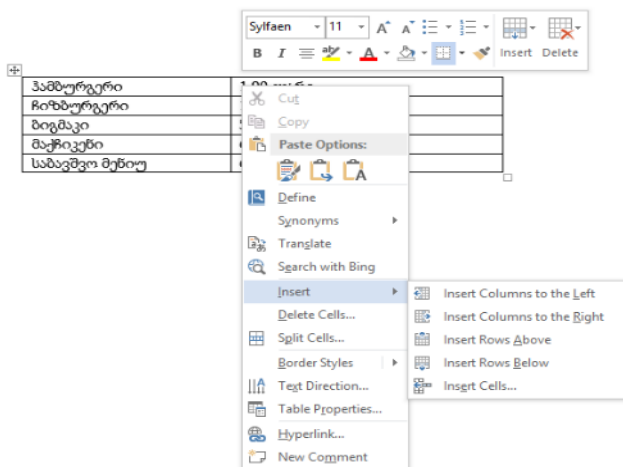 Sylfaen 11 A A
B I A Insert Delete
ჰამბურგერი 1.00
ჩიზბურგერი
ბიგმაკი
მაქჩიკენი
საბავშვო მენიუ
Cut
Copy
Paste Options:
A
Define
Synonyms
Translate
Search with Bing
Insert
Delete Cells...
Split Cells...
Border Styles
Text Direction...
Table Properties...
Hyperlink...
New Comment
Insert Columns to the Left
Insert Columns to the Right
Insert Rows Above
Insert Rows Below
Insert Cells...